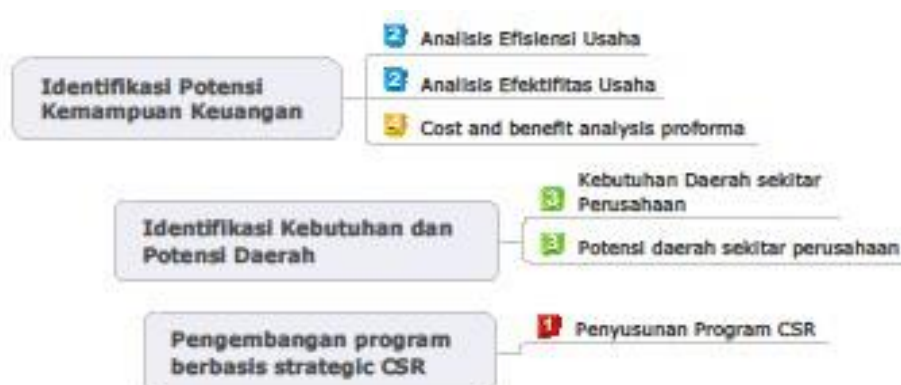 2 Analisis Efisiensi Usaha
Identifikasi Potensi
Kemampuan Keuangan
2 Analisis Efektifitas Usaha
Cost and benefit analysis proforma
Identifikasi Kebutuhan dan
Potensi Daerah
3 Kebutuhan Daerah sekitar
Perusahaan
3 Potensi daerah sekitar perusahaan
Pengembangan program
berbasis strategic CSR
1 Penyusunan Program CSR